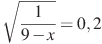 √(1/(9−x)) = 0,2